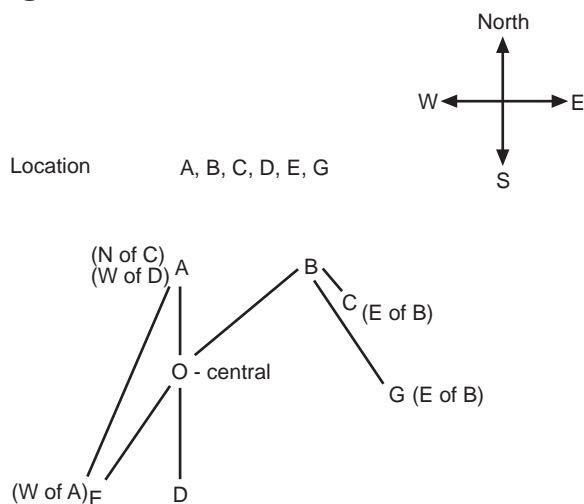 North
W E
S
Location A, B, C, D, E, G
(N of C)
(W of D) A B
C (E of B)
O - central
G (E of B)
(W of A) E D